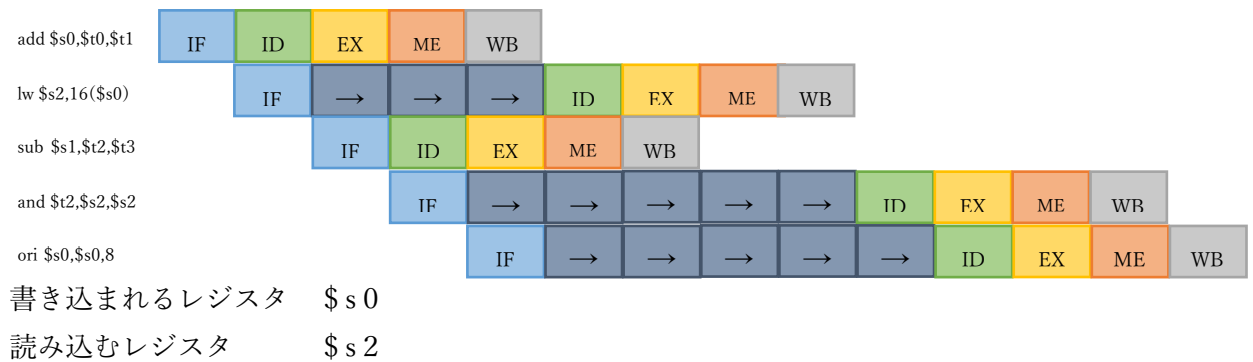 add $s0,$t0,$t1 IF ID EX ME WB
lw $s2,16($s0) IF → → → ID EX ME WB
sub $s1,$t2,$t3 IF ID EX ME WB
and $t2,$s2,$s2 IF → → → → → ID EX ME WB
ori $s0,$s0,8 IF → → → → → ID EX ME WB
書き込まれるレジスタ $s0
読み込むレジスタ $s2